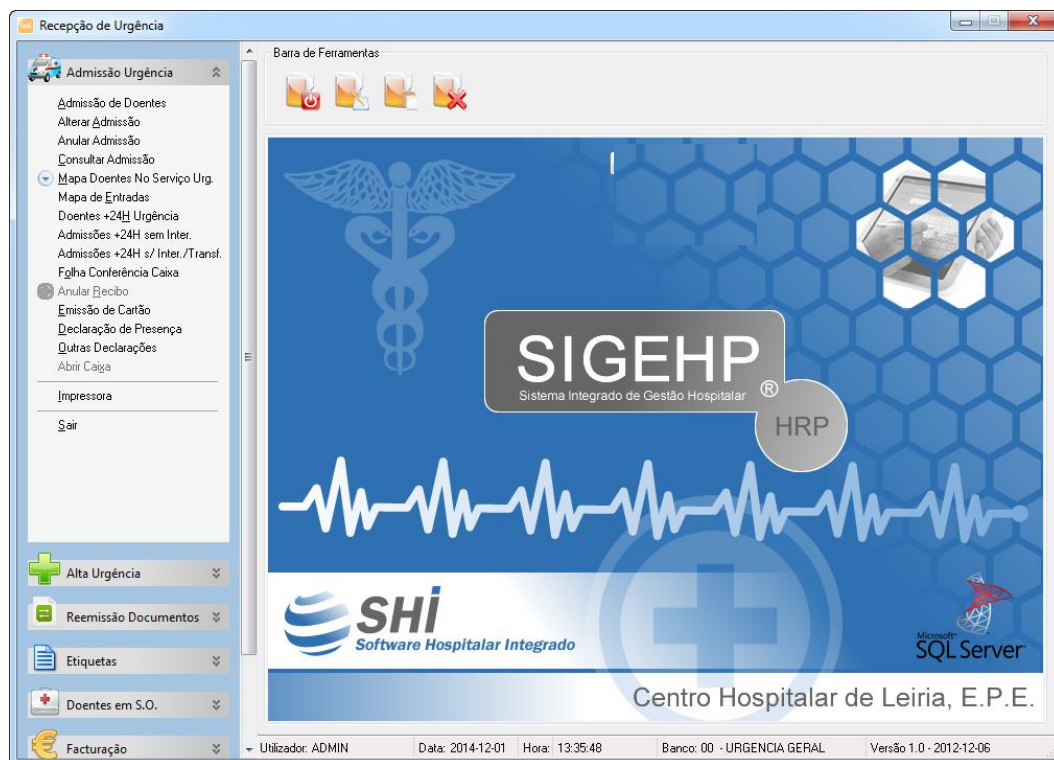 Recepção de Urgência
Admissão Urgência
Admissão de Doentes
Alterar Admissão
Anular Admissão
Consultar Admissão
Mapa Doentes No Serviço Urg.
Mapa de Entradas
Doentes +24H Urgência
Admissões +24H sem Inter.
Admissões +24H s/ Inter./Transf.
Folha Conferência Caixa
Anular Recibo
Emissão de Cartão
Declaração de Presença
Outras Declarações
Abrir Caixa
Impressora
Sair
Alta Urgência
Reemissão Documentos
Etiquetas
Doentes em S.O.
Facturação
Barra de Ferramentas
SIGEHP
Sistema Integrado de Gestão Hospitalar ®
HRP
SHi
Software Hospitalar Integrado
Microsoft®
SQL Server
Centro Hospitalar de Leiria, E.P.E.
Utilizador: ADMIN Data: 2014-12-01 Hora: 13:35:48 Banco: 00 - URGENCIA GERAL Versão 1.0 - 2012-12-06